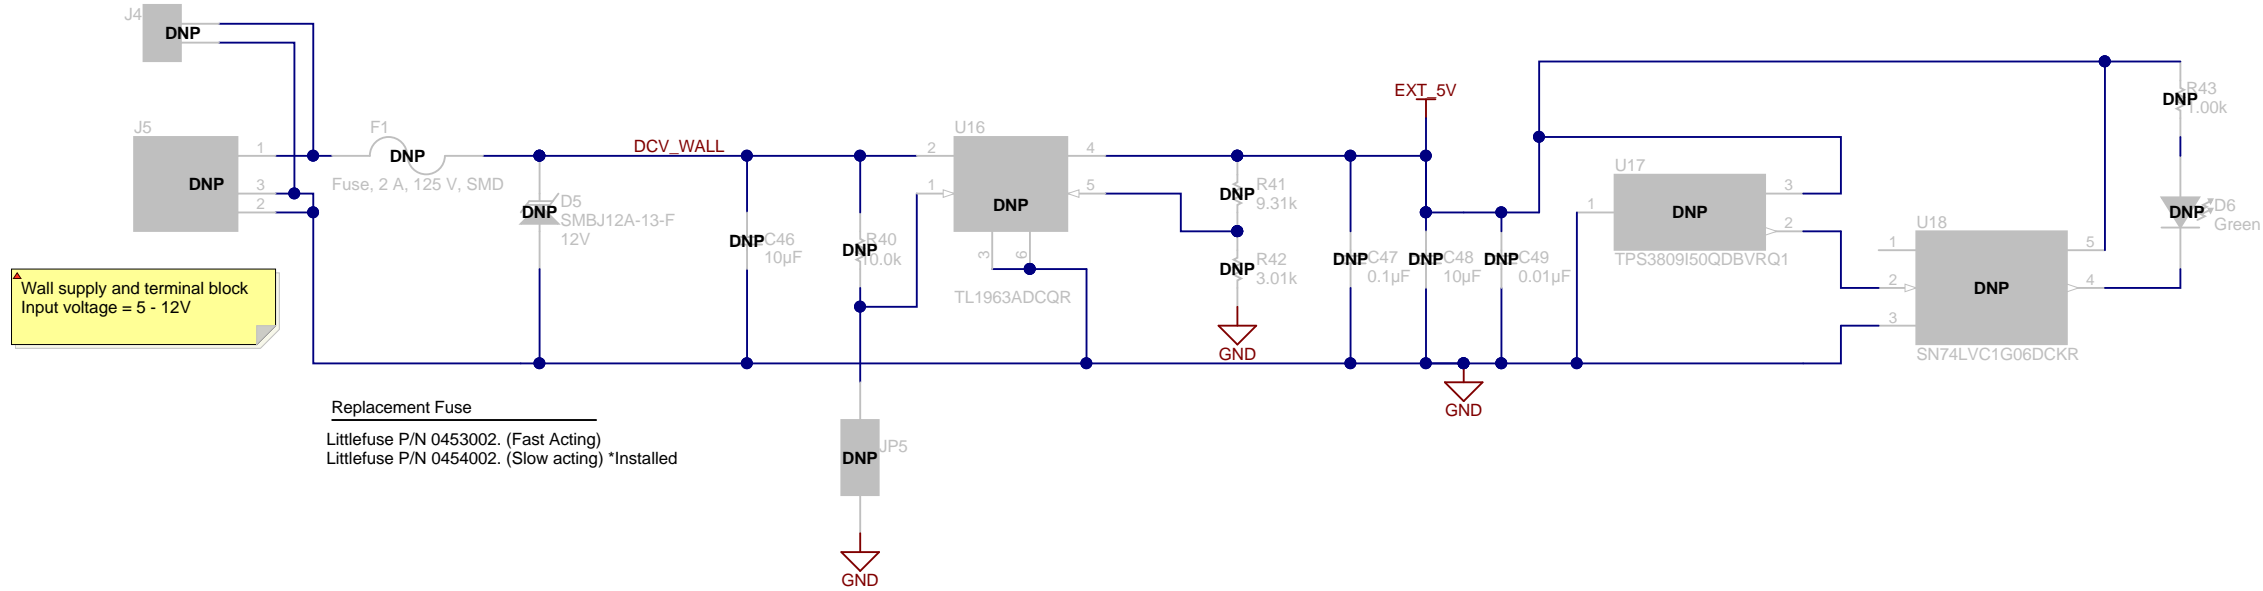 J4
DNP
J5
1
3
2
DNP
F1
DNP
Fuse, 2 A, 125 V, SMD
Wall supply and terminal block
Input voltage = 5 - 12V
Replacement Fuse
Littlefuse P/N 0453002. (Fast Acting)
Littlefuse P/N 0454002. (Slow acting) *Installed
DNP
D5
SMBJ12A-13-F
12V
DCV_WALL
DNP
C46
10µF
DNP
R40
10.0k
DNP
JP5
GND
U16
2
1
4
5
3
6
DNP
TL1963ADCQR
DNP
R41
9.31k
DNP
R42
3.01k
GND
DNP
C47
0.1µF
EXT_5V
DNP
C48
10µF
DNP
C49
0.01µF
GND
U17
1
3
2
DNP
TPS3809I50QDBVRQ1
U18
1
2
3
5
4
DNP
SN74LVC1G06DCKR
R43
DNP
1.00k
DNP
D6
Green